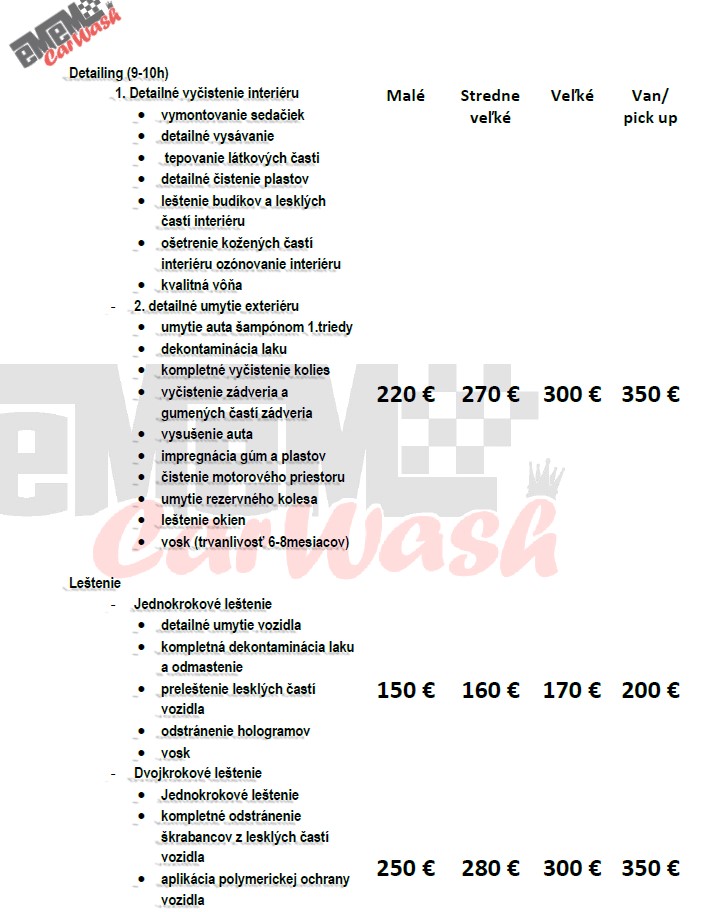 eMeM
CarWash
Detailing (9-10h)
1. Detailné vyčistenie interiéru
Malé Stredne veľké Veľké Van/ pick up
• vymontovanie sedačiek
• detailné vysávanie
• tepovanie látkových časti
• detailné čistenie plastov
• leštenie budíkov a lesklých
častí interiéru
• ošetrenie kožených častí
interiéru ozónovanie interiéru
• kvalitná vôňa
- 2. detailné umytie exteriéru
• umytie auta šampónom 1.triedy
• dekontaminácia laku
• kompletné vyčistenie kolies
• vyčistenie zádveria a
220 € 270 € 300 € 350 €
gumených častí zádveria
• vysušenie auta
• impregnácia gúm a plastov
• čistenie motorového priestoru
• umytie rezervného kolesa
• leštenie okien
• vosk (trvanlivosť 6-8mesiacov)
eMeM
CarWash
Leštenie
- Jednokrokové leštenie
• detailné umytie vozidla
• kompletná dekontaminácia laku
a odmastenie
• preleštenie lesklých častí
150 € 160 € 170 € 200 €
vozidla
• odstránenie hologramov
• vosk
- Dvojkrokové leštenie
• Jednokrokové leštenie
• kompletné odstránenie
škrabancov z lesklých častí
vozidla
250 € 280 € 300 € 350 €
• aplikácia polymerickej ochrany
vozidla